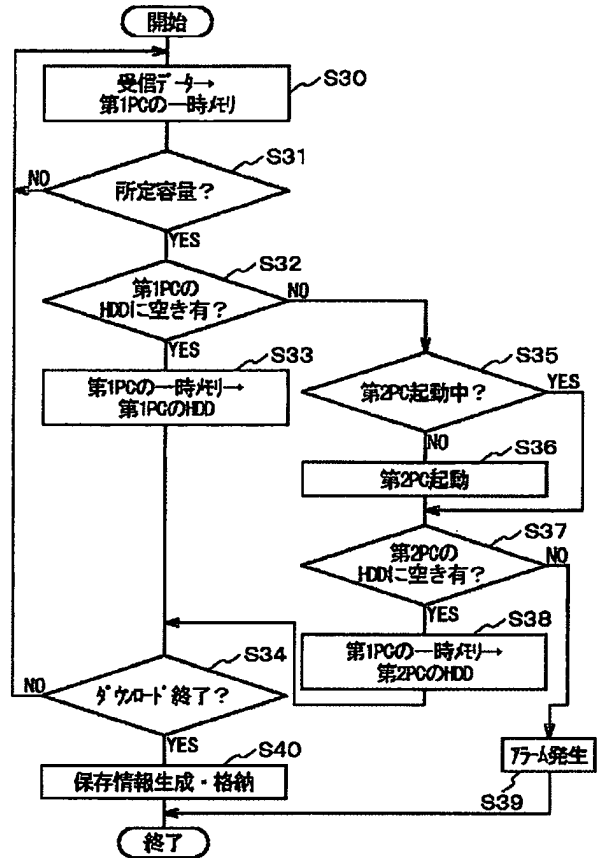 開始
受信ﾃﾞｰﾀ→
第1PCの一時ﾒﾓﾘ
S30
S31
NO
所定容量？
YES
S32
第1PCの
HDDに空き有？
NO
YES
S33
第1PCの一時ﾒﾓﾘ→
第1PCのHDD
S35
第2PC起動中？
YES
NO
S36
第2PC起動
S37
第2PCの
HDDに空き有？
NO
YES
S38
第1PCの一時ﾒﾓﾘ→
第2PCのHDD
S34
NO
ﾀﾞｳﾝﾛｰﾄﾞ終了？
YES
S40
保存情報生成・格納
ｱﾗｰﾑ発生
S39
終了